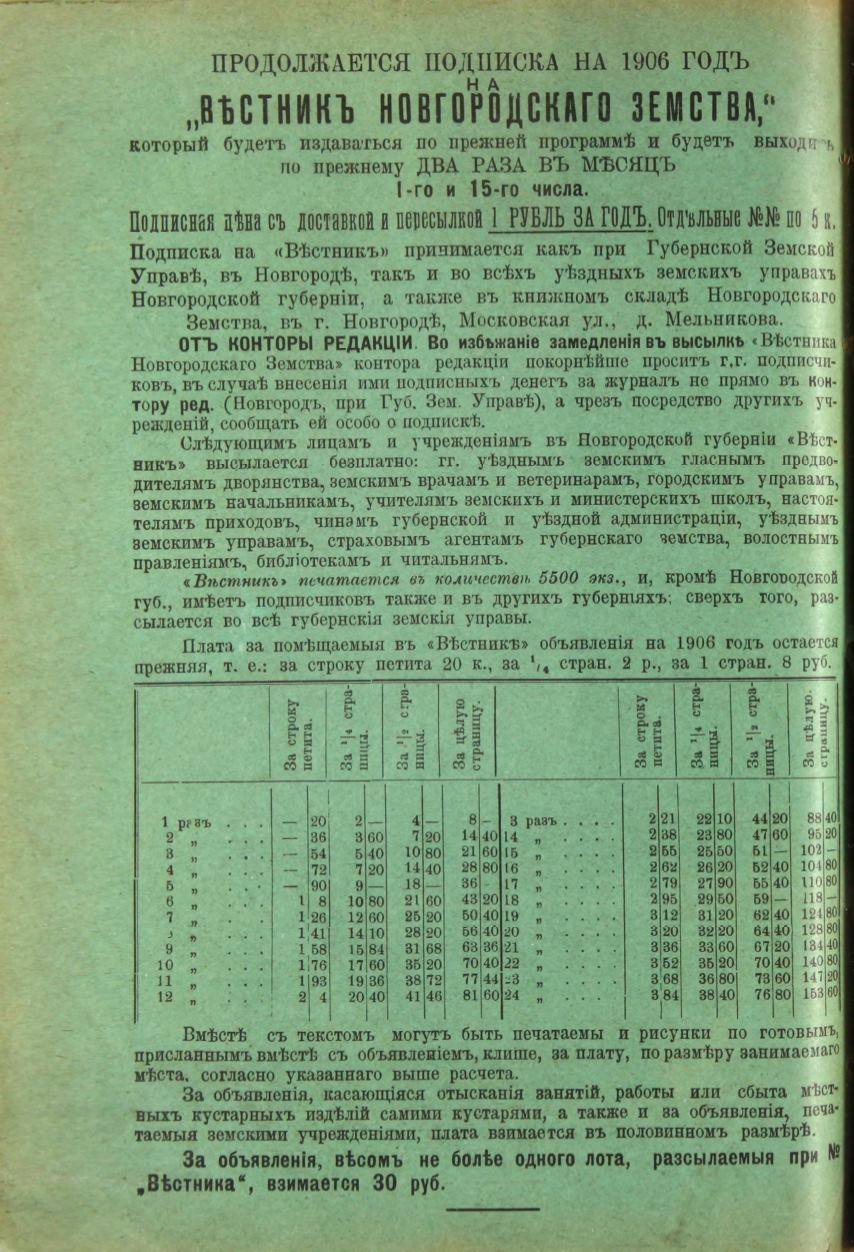 ПРОДОЛЖАЕТСЯ ПОДПИСКА НА 1906 ГОДЪ
НА
„ВѢСТНИКЪ НОВГОРОДСКАГО ЗЕМСТВА,“
который будетъ издаваться по прежней программѣ и будетъ
по прежнему ДВА РАЗА ВЪ МѢСЯЦЪ
I-го и 15-го числа.
Подписная цѣна съ доставкой и пересылкой 1 РУБЛЬ ЗА ГОДЪ. Отдѣльные №№ по 5 к.
Подписка на «Вѣстникъ» принимается какъ при Губернской Земской
Управѣ, въ Новгородѣ, такъ и во всѣхъ уѣздныхъ земскихъ управахъ
Новгородской губерніи, а также въ книжномъ складѣ Новгородскаго
Земства, въ г. Новгородѣ, Московская ул., д. Мельникова.
ОТЪ КОНТОРЫ РЕДАКЦІИ. Во избѣжаніе замедленія въ высылкѣ «Вѣстника
Новгородскаго Земства» контора редакціи покорнѣйше проситъ г.г. подписчи-
ковъ, въ случаѣ внесенія ими подписныхъ денегъ за журналъ не прямо въ кон-
тору ред. (Новгородъ, при Губ. Зем. Управѣ), а чрезъ посредство другихъ уч-
режденій, сообщать ей особо о подпискѣ.
Слѣдующимъ лицамъ и учрежденіямъ въ Новгородской губерніи «Вѣст-
никъ» высылается безплатно: гг. уѣзднымъ земскимъ гласнымъ предво-
дителямъ дворянства, земскимъ врачамъ и ветеринарамъ, городскимъ управамъ,
земскимъ начальникамъ, учителямъ земскихъ и министерскихъ школъ, настоя-
телямъ приходовъ, чинамъ губернской и уѣздной администраціи, уѣзднымъ
земскимъ управамъ, страховымъ агентамъ губернскаго земства, волостнымъ
правленіямъ, библіотекамъ и читальнямъ.
«Вѣстникъ» печатается въ количествѣ 5500 экз., и, кромѣ Новгородской
губ., имѣетъ подписчиковъ также и въ другихъ губерніяхъ; сверхъ того, раз-
сылается во всѣ губернскія земскія управы.
Плата за помѣщаемыя въ «Вѣстникѣ» объявленія на 1906 годъ остается
прежняя, т. е.: за строку петита 20 к., за 1/4 стран. 2 р., за 1 стран. 8 руб.
За строку петита. За 1/4 стра-ницы. За 1/2 стра-ницы. За цѣлую страницу. За строку петита. За 1/4 стра-ницы. За 1/2 стра-ницы. За цѣлую. страницу.
1 разъ . . . — 20 2 — 4 — 8 — 3 разъ . . . . 2 21 22 10 44 20 88 40
2 „ . . . — 36 3 60 7 20 14 40 14 „ . . . . 2 38 23 80 47 60 95 20
3 „ . . . — 54 5 40 10 80 21 60 15 „ . . . . 2 55 25 50 51 — 102 —
4 „ . . . — 72 7 20 14 40 28 80 16 „ . . . . 2 62 26 20 52 40 104 80
5 „ . . . — 90 9 — 18 — 36 - 17 „ . . . . 2 79 27 90 55 40 110 80
6 „ . . . 1 8 10 80 21 60 43 20 18 „ . . . . 2 95 29 50 59 — 118 —
7 „ . . . 1 26 12 60 25 20 50 40 19 „ . . . . 3 12 31 20 62 40 124 80
„ . . . 1 41 14 10 28 20 56 40 20 „ . . . . 3 20 32 20 64 40 128 80
9 „ . . . 1 58 15 84 31 68 63 36 21 „ . . . . 3 36 33 60 67 20 134 40
10 „ . . . 1 76 17 60 35 20 70 40 22 „ . . . . 3 52 35 20 70 40 140 80
11 „ . . . 1 93 19 36 38 72 77 44 23 „ . . . . 3 68 36 80 73 60 147 20
12 „ . . . 2 4 20 40 41 46 81 60 24 „ . . . . 3 84 38 40 76 80 153 60
Вмѣстѣ съ текстомъ могутъ быть печатаемы и рисунки по готовымъ,
присланнымъ вмѣстѣ съ объявленіемъ, клише, за плату, по размѣру занимаемаго
мѣста, согласно указаннаго выше расчета.
За объявленія, касающіяся отысканія занятій, работы или сбыта мѣст-
ныхъ кустарныхъ издѣлій самими кустарями, а также и за объявленія, печа-
таемыя земскими учрежденіями, плата взимается въ половинномъ размѣрѣ.
За объявленія, вѣсомъ не болѣе одного лота, разсылаемыя при №
„Вѣстника“, взимается 30 руб.